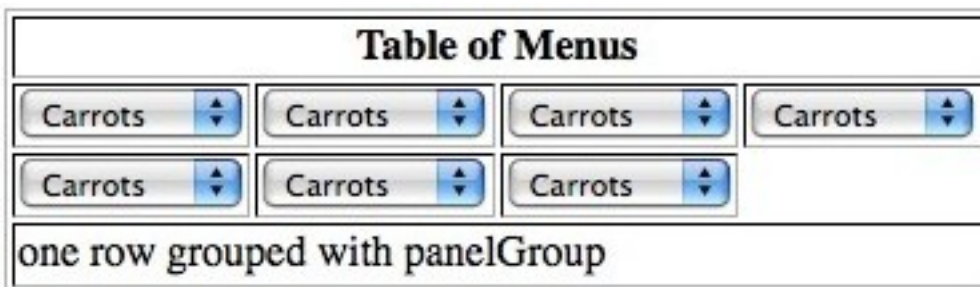 Table of Menus
Carrots Carrots Carrots Carrots
Carrots Carrots Carrots
one row grouped with panelGroup